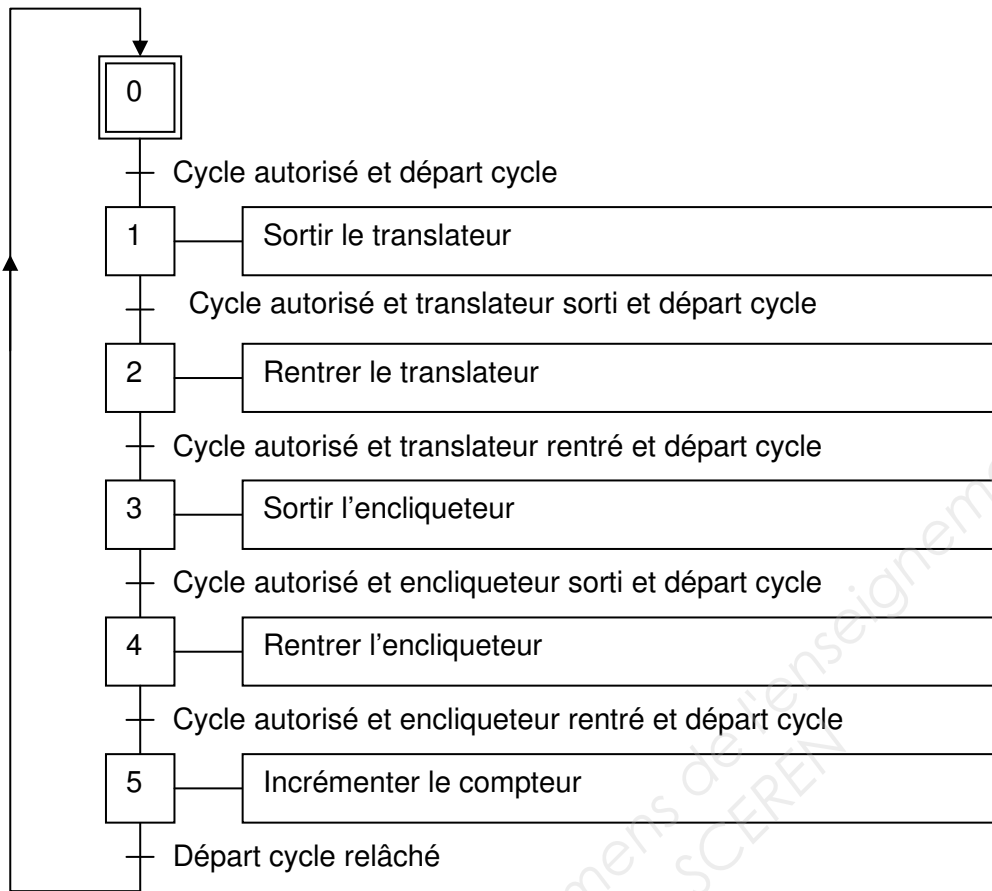 0
Cycle autorisé et départ cycle
1
Sortir le translateur
Cycle autorisé et translateur sorti et départ cycle
2
Rentrer le translateur
Cycle autorisé et translateur rentré et départ cycle
3
Sortir l'encliqueteur
Cycle autorisé et encliqueteur sorti et départ cycle
4
Rentrer l'encliqueteur
Cycle autorisé et encliqueteur rentré et départ cycle
5
Incrémenter le compteur
Départ cycle relâché
de l'enseignem
SCEREN